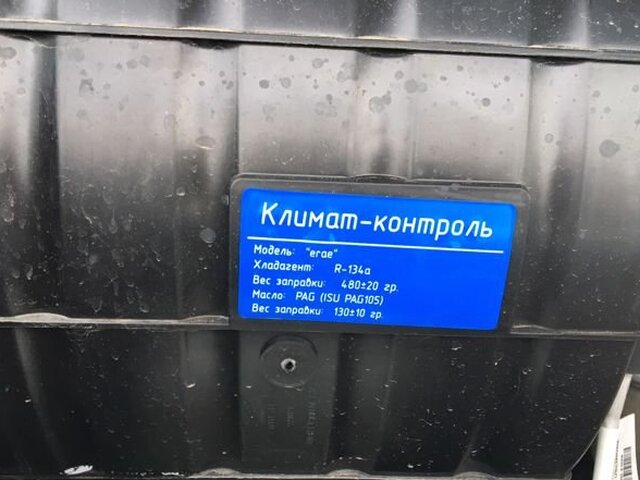 Климат-контроль
Модель: "erae"
Хладагент: R-134a
Вес заправки: 480±20 гр.
Масло: PAG (ISU PAG105)
Вес заправки: 130±10 гр.